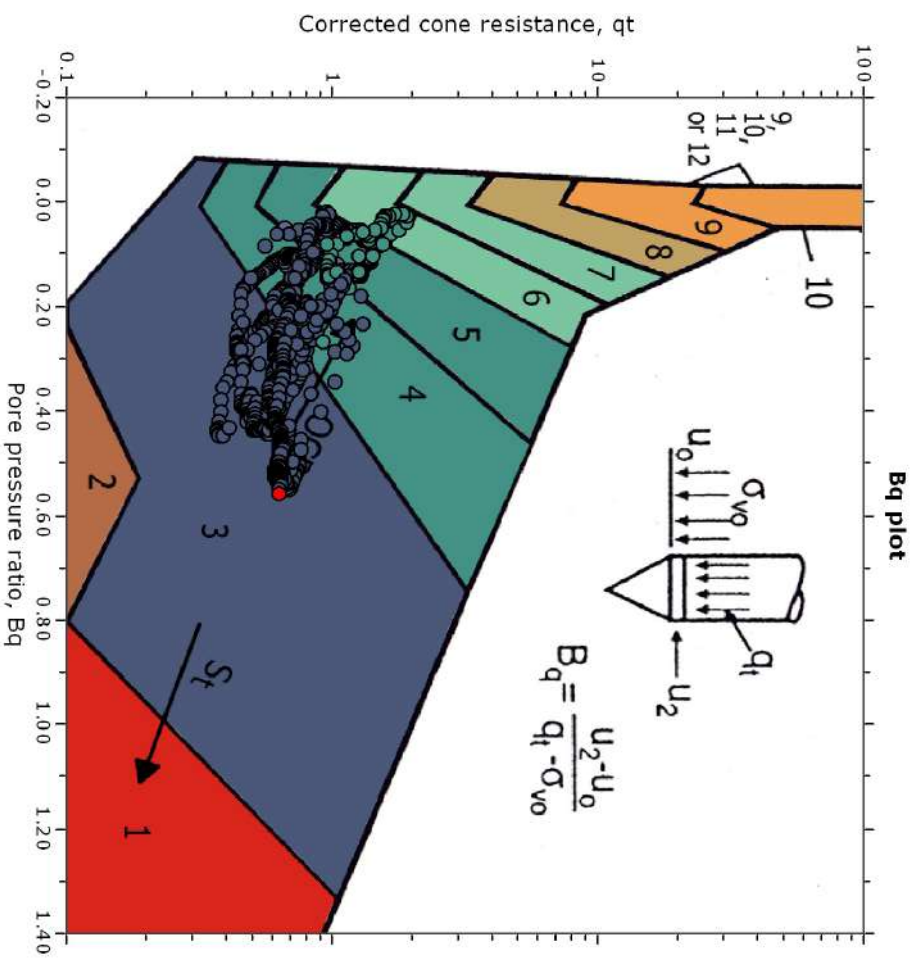 Bq plot
Corrected cone resistance, qt
100
10
1
0.1
-0.20
0.00
0.20
0.40
0.60
0.80
1.00
1.20
1.40
Pore pressure ratio, Bq
9,
10,
11
or 12
10
9
8
7
6
5
4
3
2
1
OC
St
σvo
uo
qt
u2
Bq = u2-uo / qt-σvo